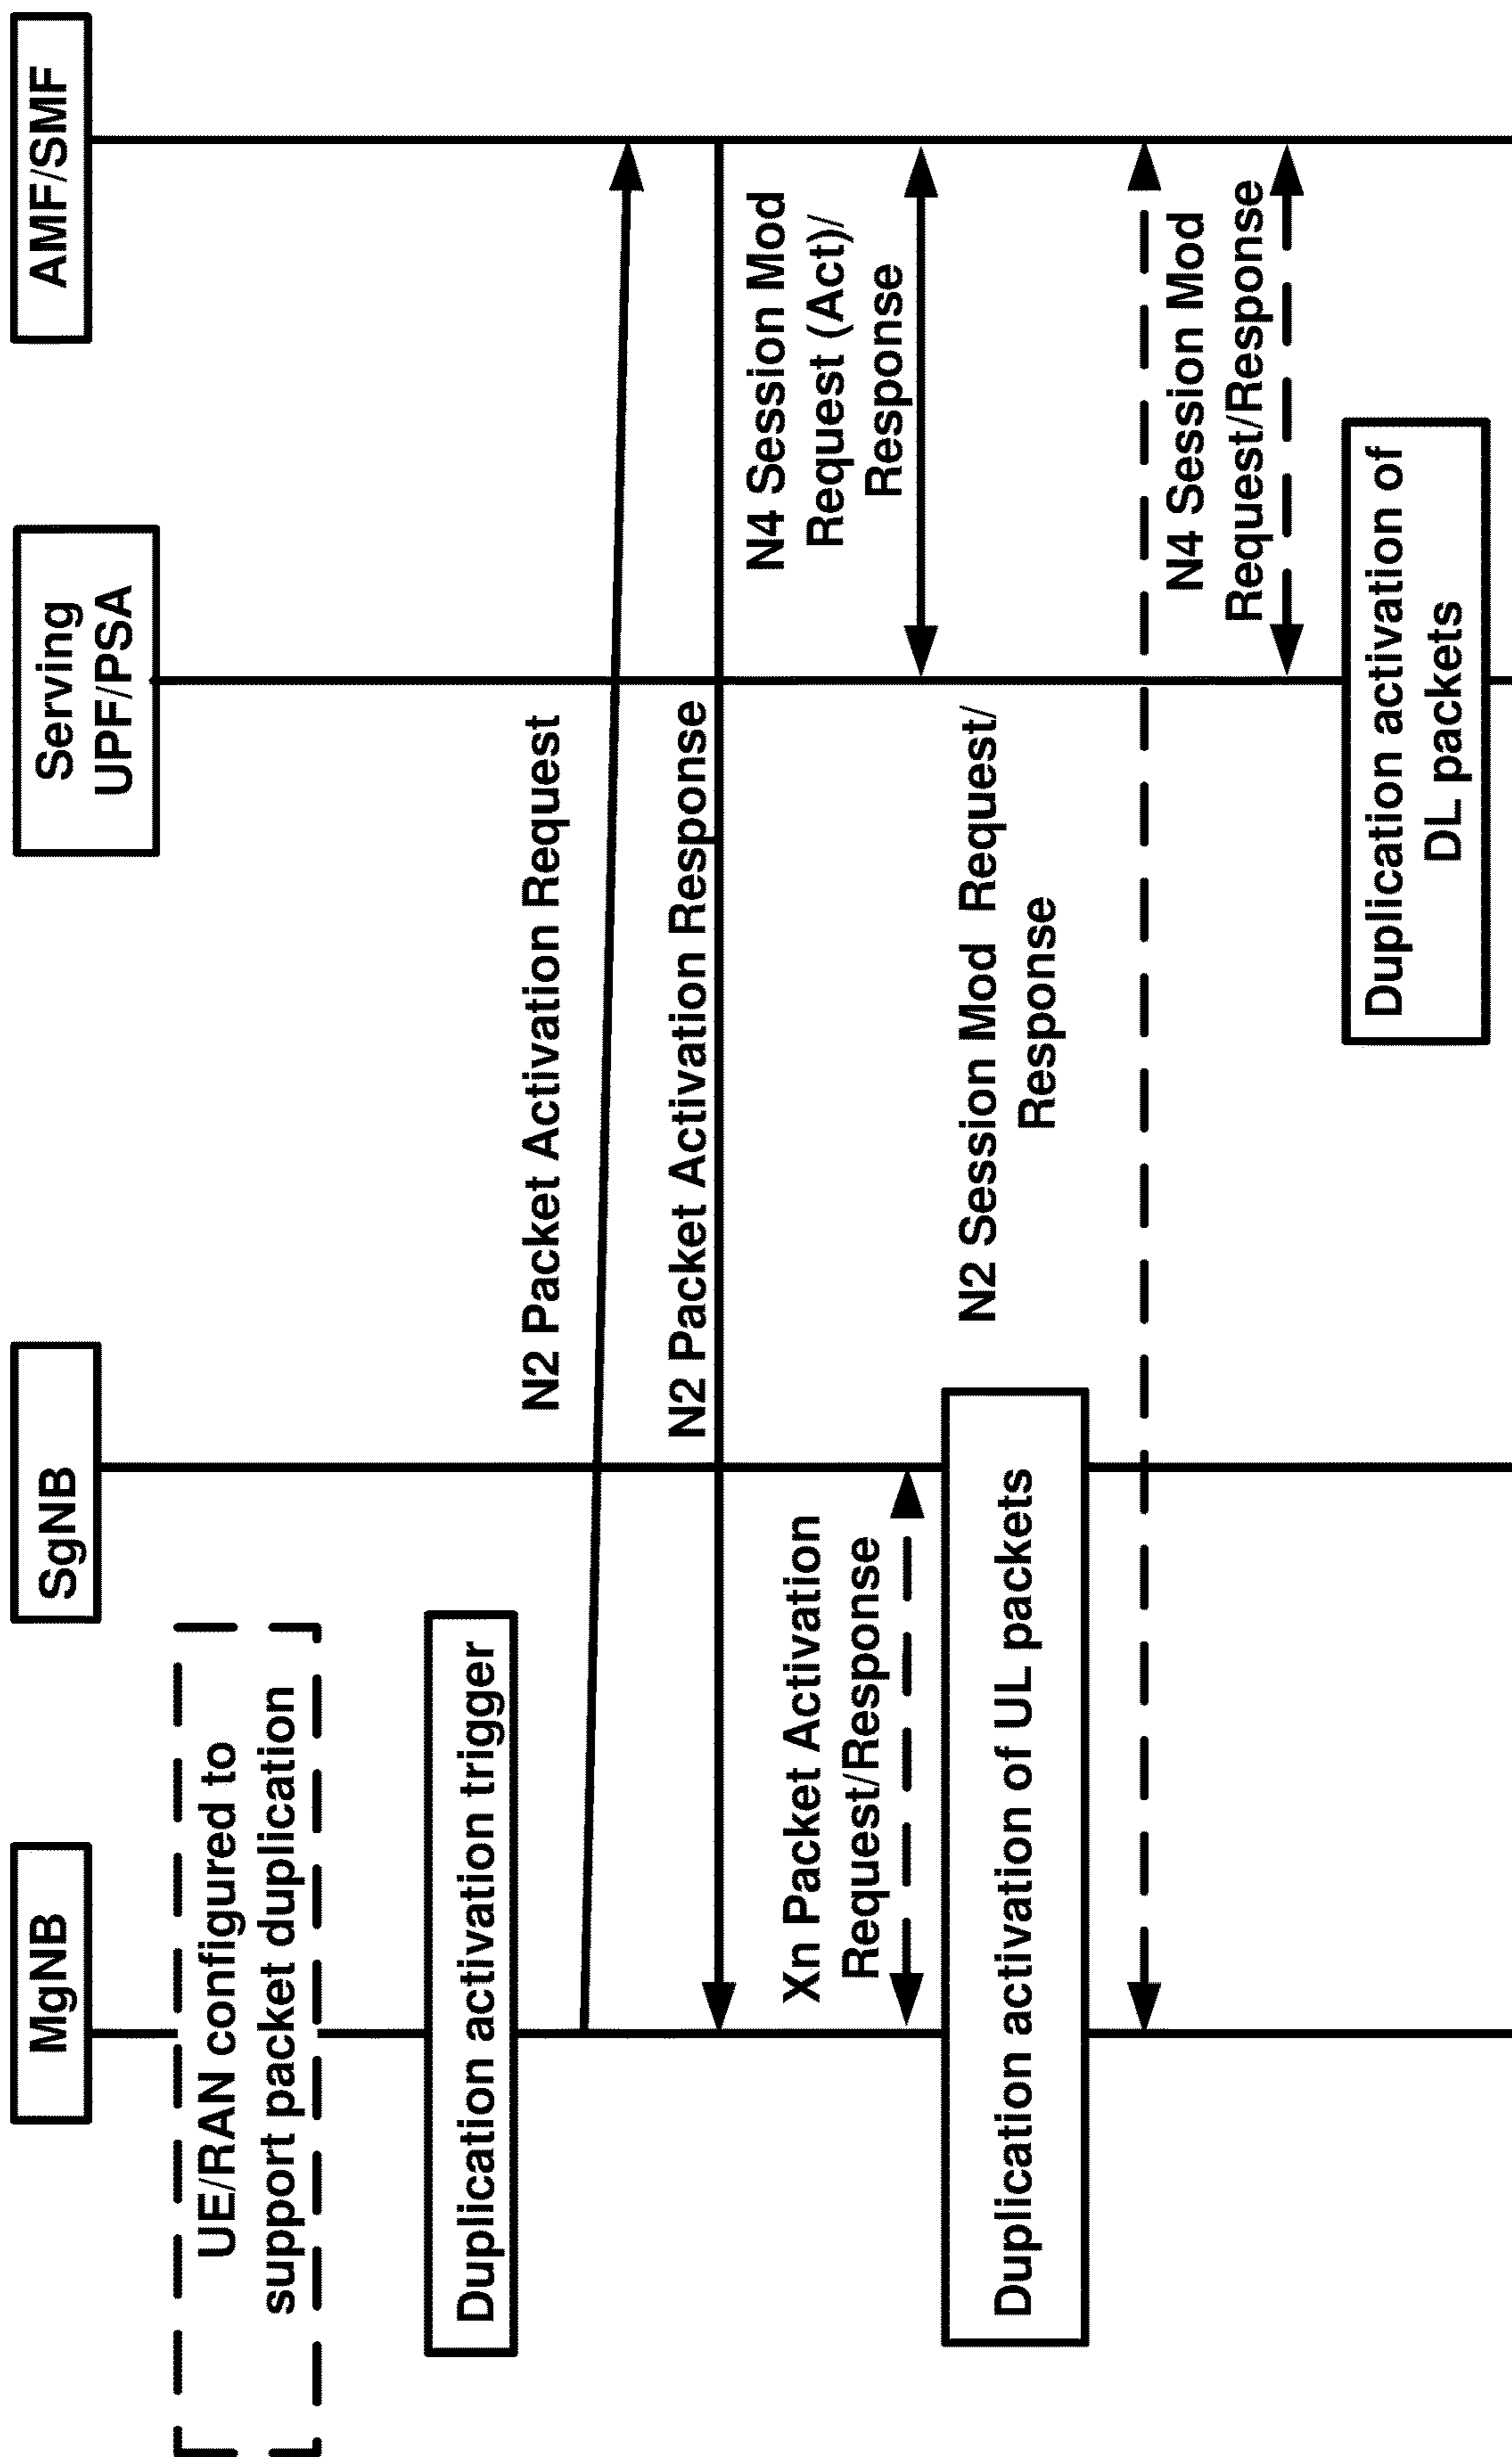 MgNB
SgNB
Serving
UPF/PSA
AMF/SMF
UE/RAN configured to
support packet duplication
Duplication activation trigger
N2 Packet Activation Request
N2 Packet Activation Response
Xn Packet Activation
Request/Response
N4 Session Mod
Request (Act)/
Response
Duplication activation of UL packets
N2 Session Mod Request/
Response
N4 Session Mod
Request/Response
Duplication activation of
DL packets